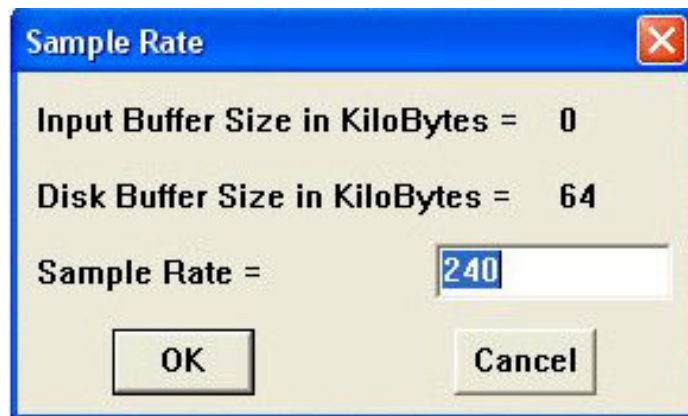 Sample Rate
Input Buffer Size in KiloBytes = 0
Disk Buffer Size in KiloBytes = 64
Sample Rate = 240
OK Cancel